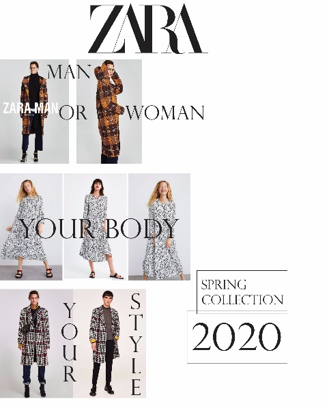 ZARA
MAN
ZARA MAN
OR WOMAN
YOUR BODY
SPRING
COLLECTION
2020
YOUR
STYLE